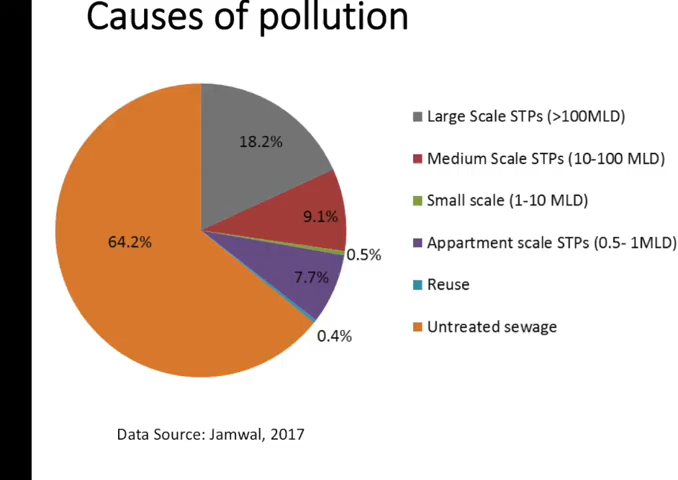 Causes of pollution
Large Scale STPs (>100MLD)
18.2%
Medium Scale STPs (10-100 MLD)
Small scale (1-10 MLD)
9.1%
64.2%
Appartment scale STPs (0.5- 1MLD)
0.5%
7.7%
Reuse
Untreated sewage
0.4%
Data Source: Jamwal, 2017